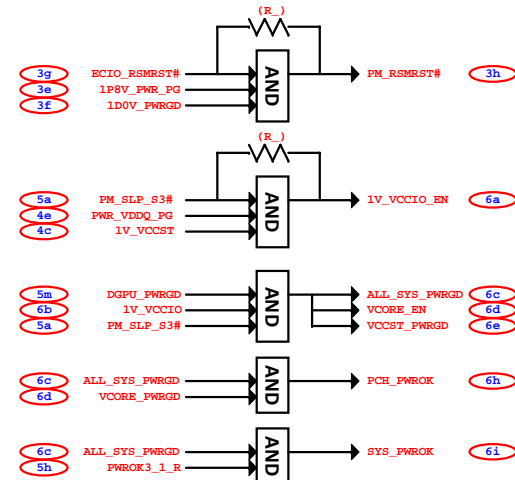 (R_)
3g ECIO_RSMRST# AND PM_RSMRST# 3h
3e 1P8V_PWR_PG
3f 1D0V_PWRGD
(R_)
5a PM_SLP_S3# AND 1V_VCCIO_EN 6a
4e PWR_VDDQ_PG
4c 1V_VCCST
5m DGPU_PWRGD AND ALL_SYS_PWRGD 6c
6b 1V_VCCIO VCORE_EN 6d
5a PM_SLP_S3# VCCST_PWRGD 6e
6c ALL_SYS_PWRGD AND PCH_PWROK 6h
6d VCORE_PWRGD
6c ALL_SYS_PWRGD AND SYS_PWROK 6i
5h PWROK3_1_R